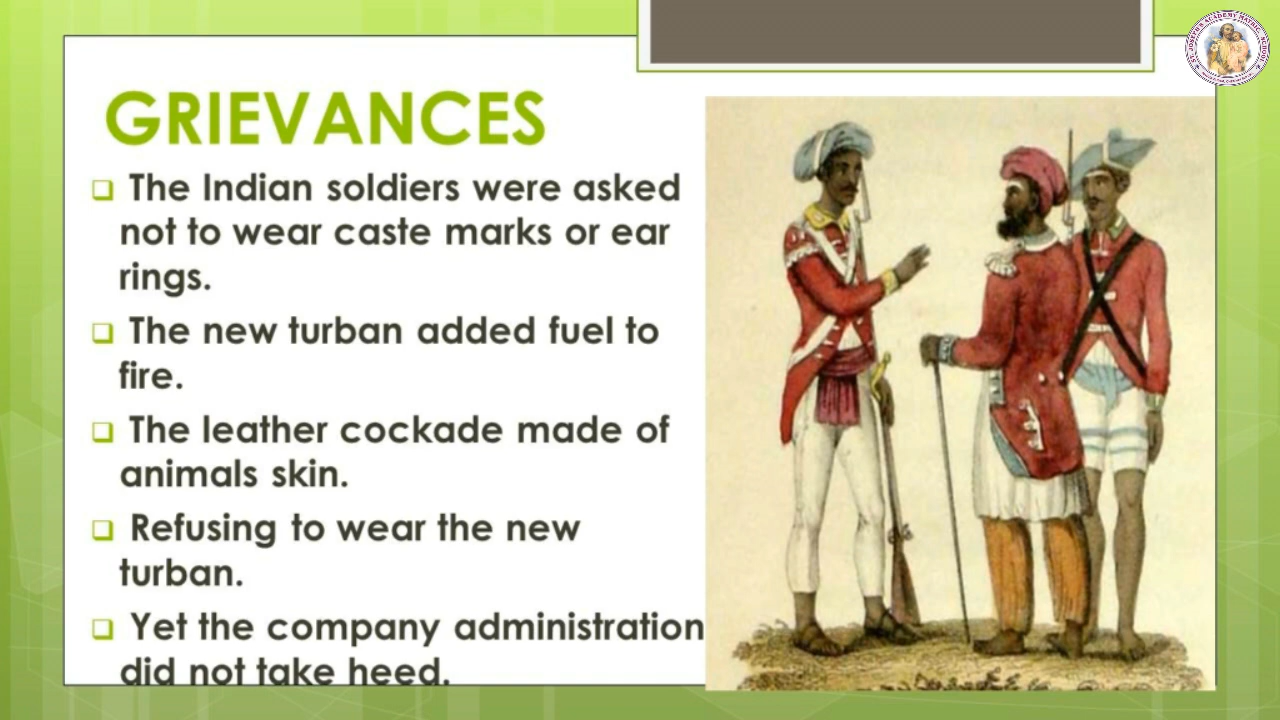 GRIEVANCES
❑ The Indian soldiers were asked
not to wear caste marks or ear
rings.
❑ The new turban added fuel to
fire.
❑ The leather cockade made of
animals skin.
❑ Refusing to wear the new
turban.
❑ Yet the company administration
did not take heed.